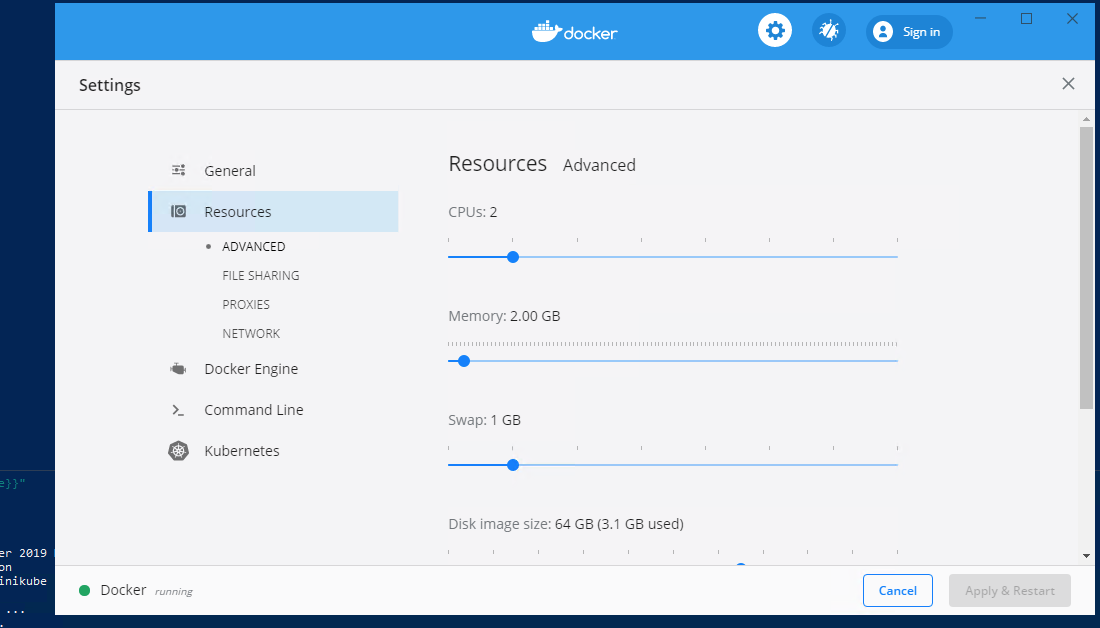 docker
Sign in
Settings
General
Resources
ADVANCED
FILE SHARING
PROXIES
NETWORK
Docker Engine
Command Line
Kubernetes
Resources Advanced
CPUs: 2
Memory: 2.00 GB
Swap: 1 GB
Disk image size: 64 GB (3.1 GB used)
e}}"
er 2019
on
inikube
...
Docker running
Cancel
Apply & Restart